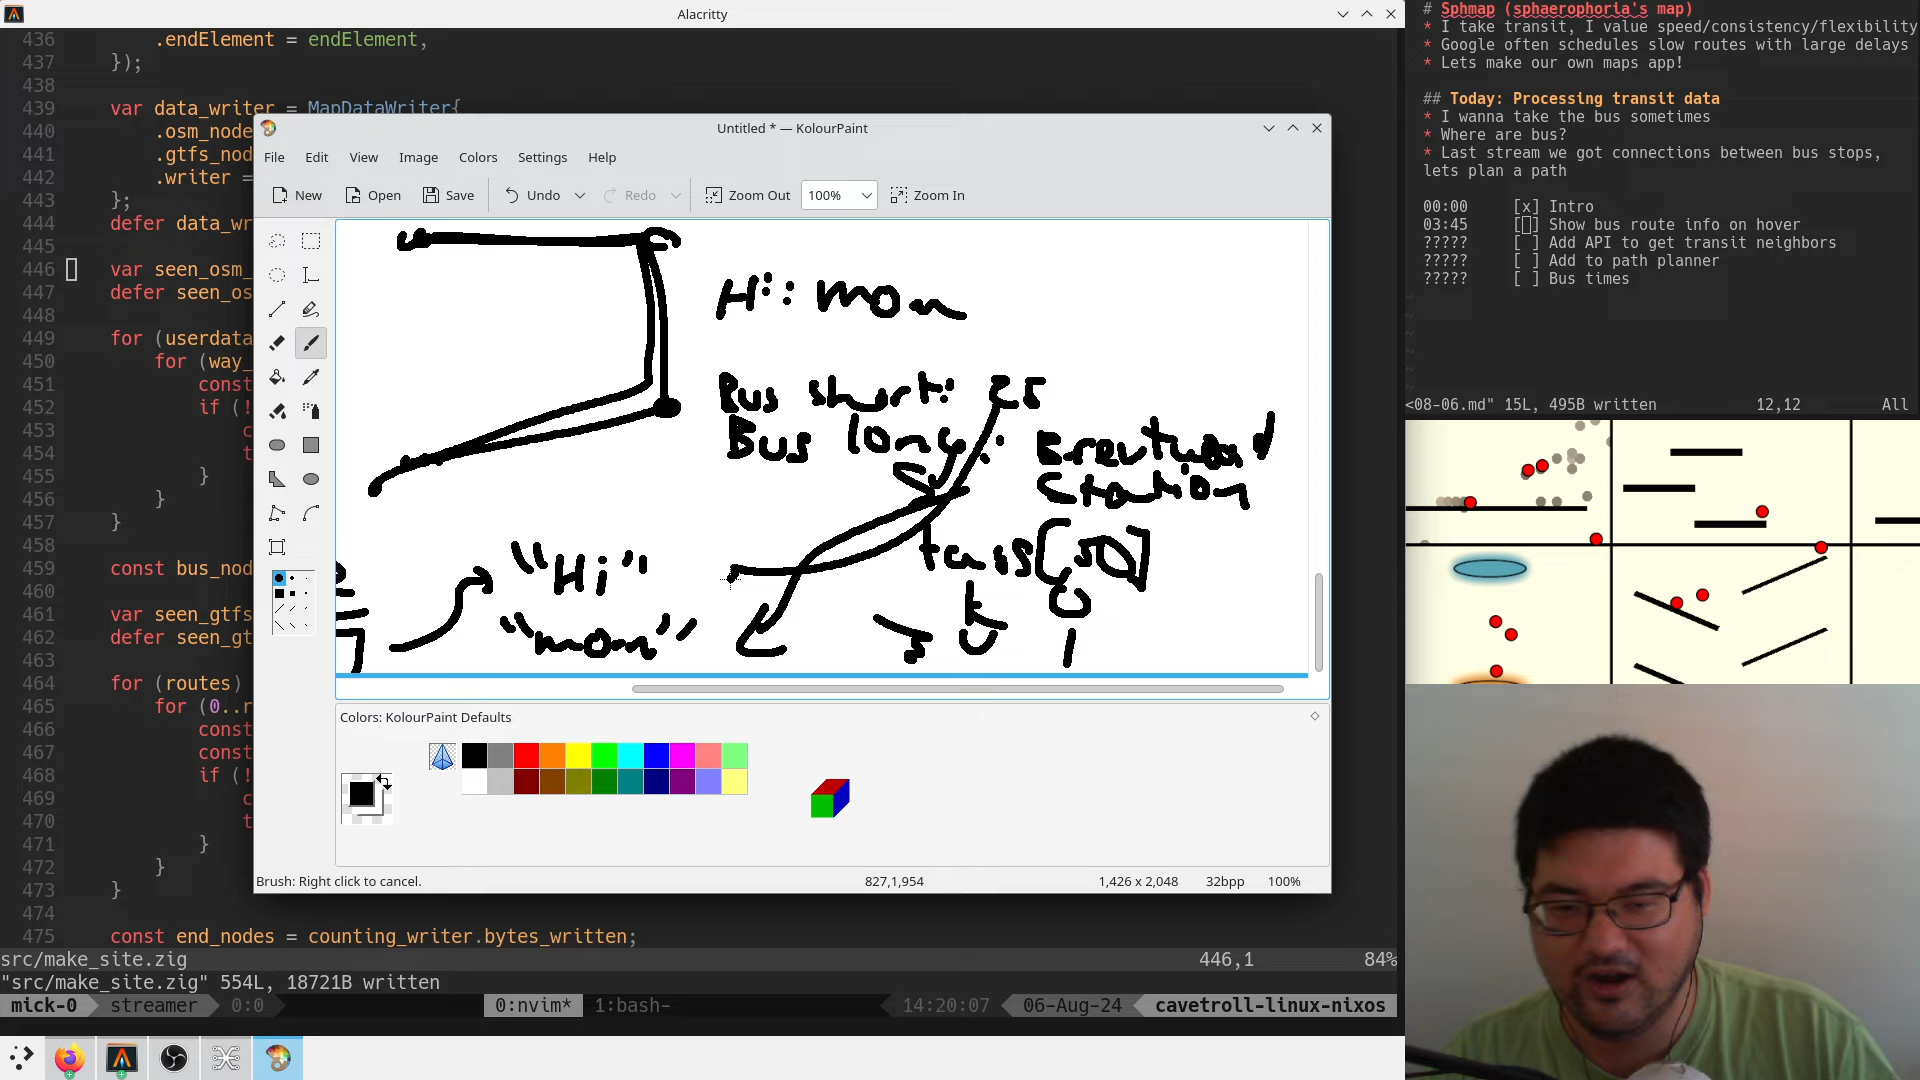 Alacritty
436 .endElement = endElement,
437 });
438
439 var data_writer = MapDataWriter{
440 .osm_node
441 .gtfs_nod
442 .writer =
443 };
444 defer data_wr
445
446 var seen_osm_
447 defer seen_os
448
449 for (userdata
450 for (way_
451 const
452 if (!
453 c
454 t
455 }
456 }
457 }
458
459 const bus_nod
460
461 var seen_gtfs
462 defer seen_gt
463
464 for (routes)
465 for (0..r
466 const
467 const
468 if (!
469 c
470 t
471 }
472 }
473 }
474
475 const end_nodes = counting_writer.bytes_written;
src/make_site.zig 446,1 84%
"src/make_site.zig" 554L, 18721B written
mick-0 streamer 0:0 0:nvim* 1:bash- 14:20:07 06-Aug-24 cavetroll-linux-nixos
Untitled * — KolourPaint
File Edit View Image Colors Settings Help
New Open Save Undo Redo Zoom Out 100% Zoom In
Hi: mom
Bus short: 25
Bus long:
Station
"Hi"
"mom"
Colors: KolourPaint Defaults
Brush: Right click to cancel. 827,1,954 1,426 x 2,048 32bpp 100%
# Sphmap (sphaerophoria's map)
* I take transit, I value speed/consistency/flexibility
* Google often schedules slow routes with large delays
* Lets make our own maps app!
## Today: Processing transit data
* I wanna take the bus sometimes
* Where are bus?
* Last stream we got connections between bus stops,
lets plan a path
00:00 [x] Intro
03:45 [ ] Show bus route info on hover
????? [ ] Add API to get transit neighbors
????? [ ] Add to path planner
????? [ ] Bus times
~
~
~
~
~
~
<08-06.md" 15L, 495B written 12,12 All